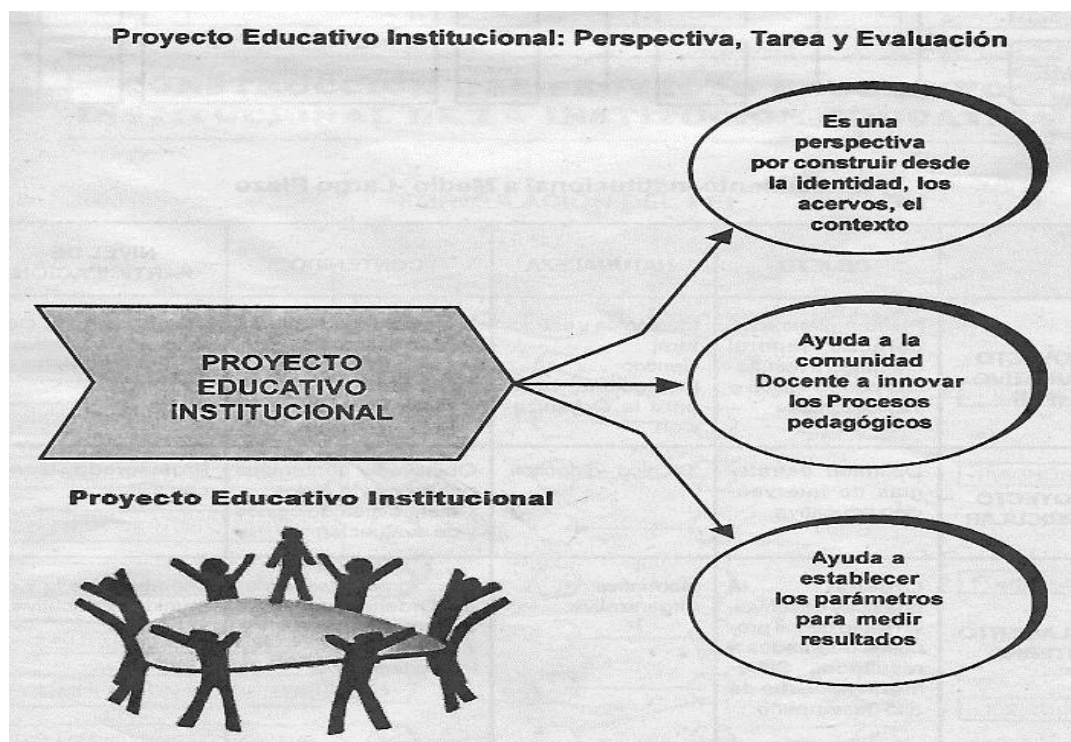 Proyecto Educativo Institucional: Perspectiva, Tarea y Evaluación
Es una
perspectiva
por construir desde
la identidad, los
acervos, el
contexto
PROYECTO
EDUCATIVO
INSTITUCIONAL
Ayuda a la
comunidad
Docente a innovar
los Procesos
pedagógicos
Proyecto Educativo Institucional
Ayuda a
establecer
los parámetros
para medir
resultados